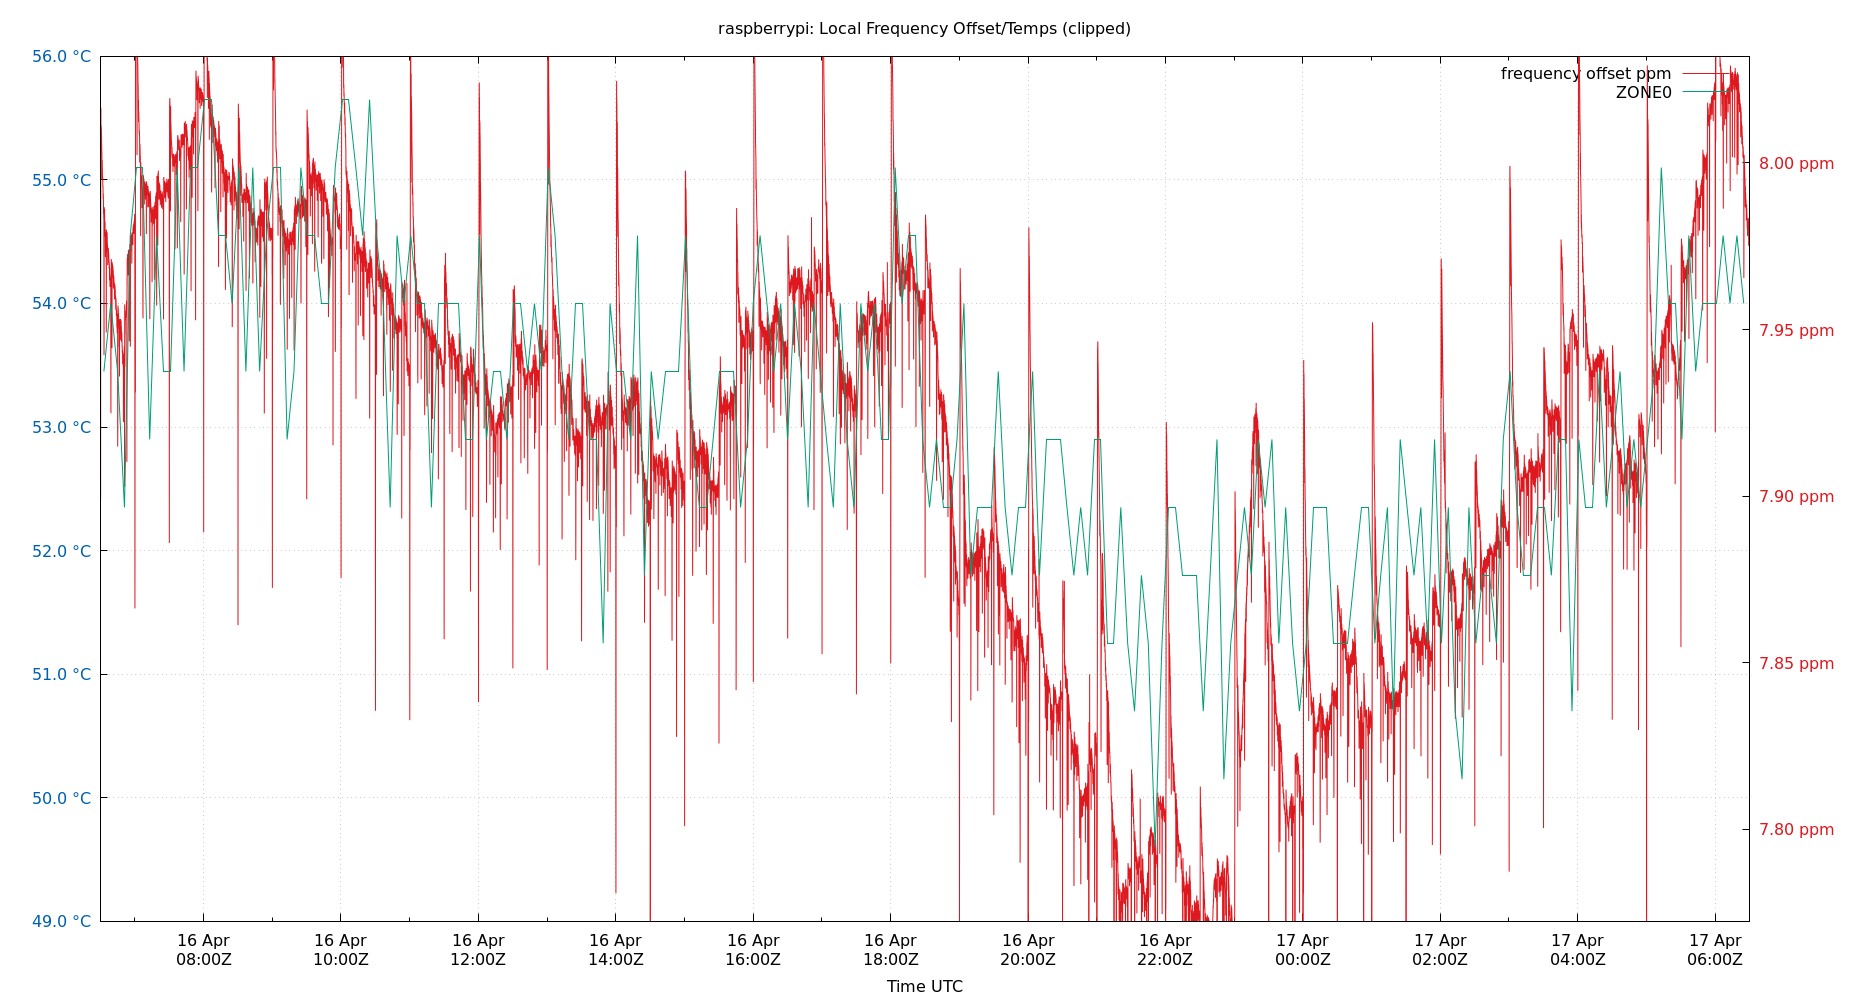 raspberrypi: Local Frequency Offset/Temps (clipped)
56.0 °C
55.0 °C
54.0 °C
53.0 °C
52.0 °C
51.0 °C
50.0 °C
49.0 °C
frequency offset ppm
ZONE0
8.00 ppm
7.95 ppm
7.90 ppm
7.85 ppm
7.80 ppm
16 Apr
08:00Z
16 Apr
10:00Z
16 Apr
12:00Z
16 Apr
14:00Z
16 Apr
16:00Z
16 Apr
18:00Z
16 Apr
20:00Z
16 Apr
22:00Z
17 Apr
00:00Z
17 Apr
02:00Z
17 Apr
04:00Z
17 Apr
06:00Z
Time UTC